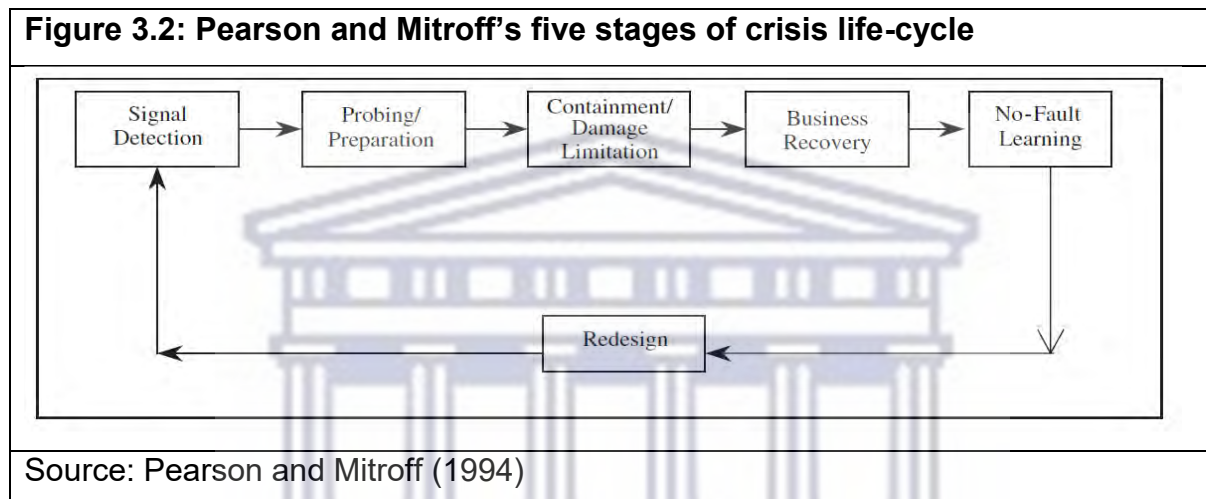 Figure 3.2: Pearson and Mitroff’s five stages of crisis life-cycle
Signal
Detection
Probing/
Preparation
Containment/
Damage
Limitation
Business
Recovery
No-Fault
Learning
Redesign
Source: Pearson and Mitroff (1994)